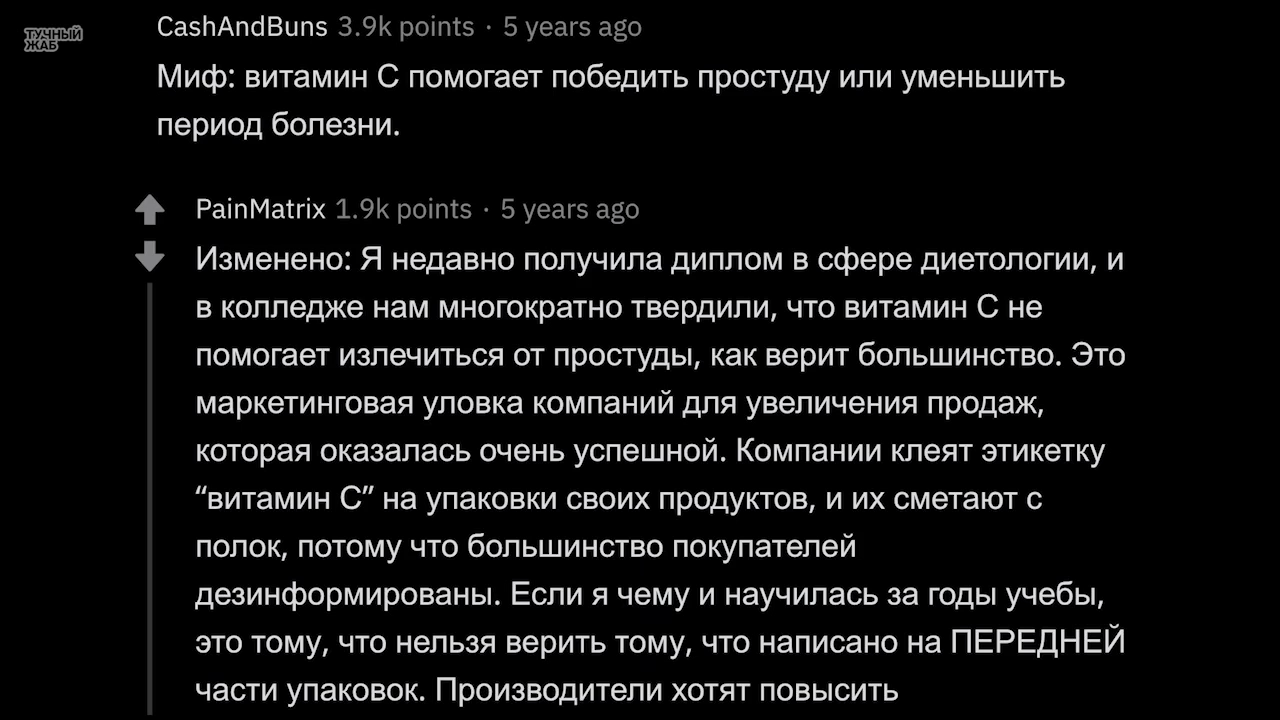 ТУЧНЫЙ
ЖАБ
CashAndBuns 3.9k points · 5 years ago
Миф: витамин С помогает победить простуду или уменьшить
период болезни.
PainMatrix 1.9k points · 5 years ago
Изменено: Я недавно получила диплом в сфере диетологии, и
в колледже нам многократно твердили, что витамин С не
помогает излечиться от простуды, как верит большинство. Это
маркетинговая уловка компаний для увеличения продаж,
которая оказалась очень успешной. Компании клеят этикетку
“витамин С” на упаковки своих продуктов, и их сметают с
полок, потому что большинство покупателей
дезинформированы. Если я чему и научилась за годы учебы,
это тому, что нельзя верить тому, что написано на ПЕРЕДНЕЙ
части упаковок. Производители хотят повысить